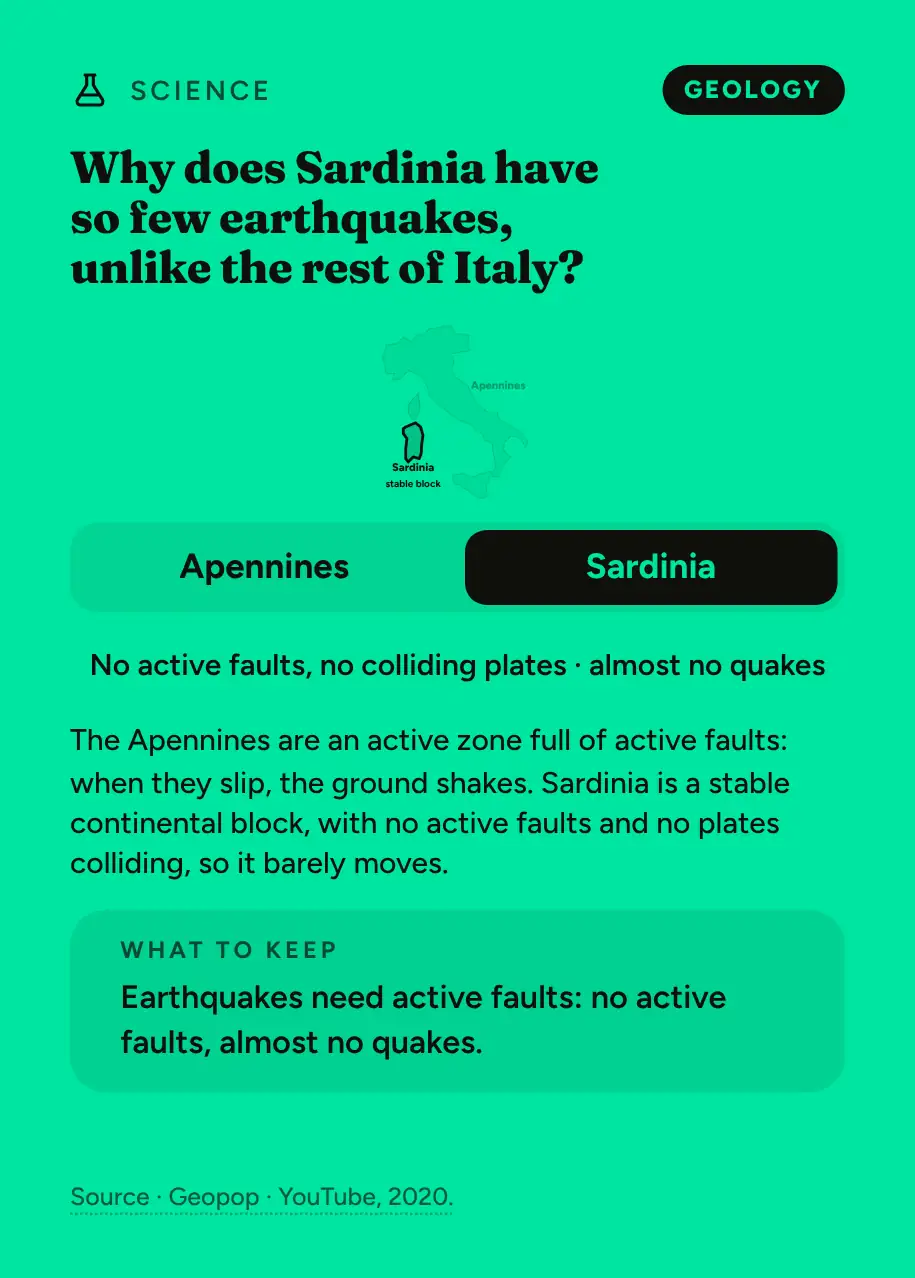 SCIENCE
GEOLOGY
Why does Sardinia have
so few earthquakes,
unlike the rest of Italy?
Apennines
Sardinia
stable block
Apennines
Sardinia
No active faults, no colliding plates · almost no quakes
The Apennines are an active zone full of active faults:
when they slip, the ground shakes. Sardinia is a stable
continental block, with no active faults and no plates
colliding, so it barely moves.
WHAT TO KEEP
Earthquakes need active faults: no active
faults, almost no quakes.
Source · Geopop · YouTube, 2020.